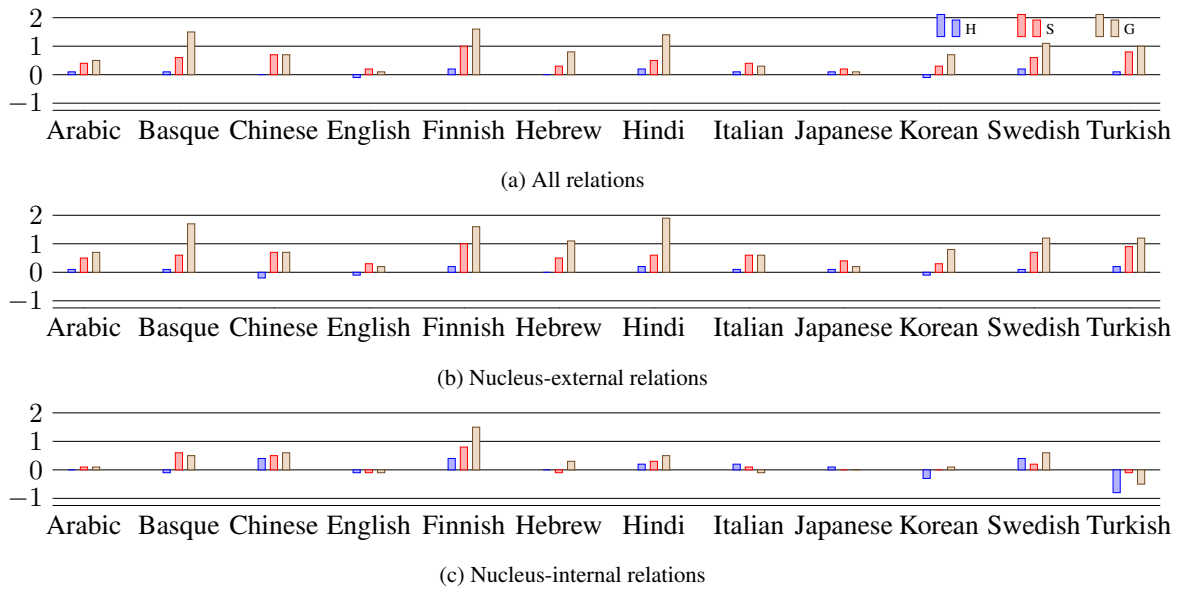 2
H S G
1
0
−1
Arabic Basque Chinese English Finnish Hebrew Hindi Italian Japanese Korean Swedish Turkish
(a) All relations
2
1
0
−1
Arabic Basque Chinese English Finnish Hebrew Hindi Italian Japanese Korean Swedish Turkish
(b) Nucleus-external relations
2
1
0
−1
Arabic Basque Chinese English Finnish Hebrew Hindi Italian Japanese Korean Swedish Turkish
(c) Nucleus-internal relations